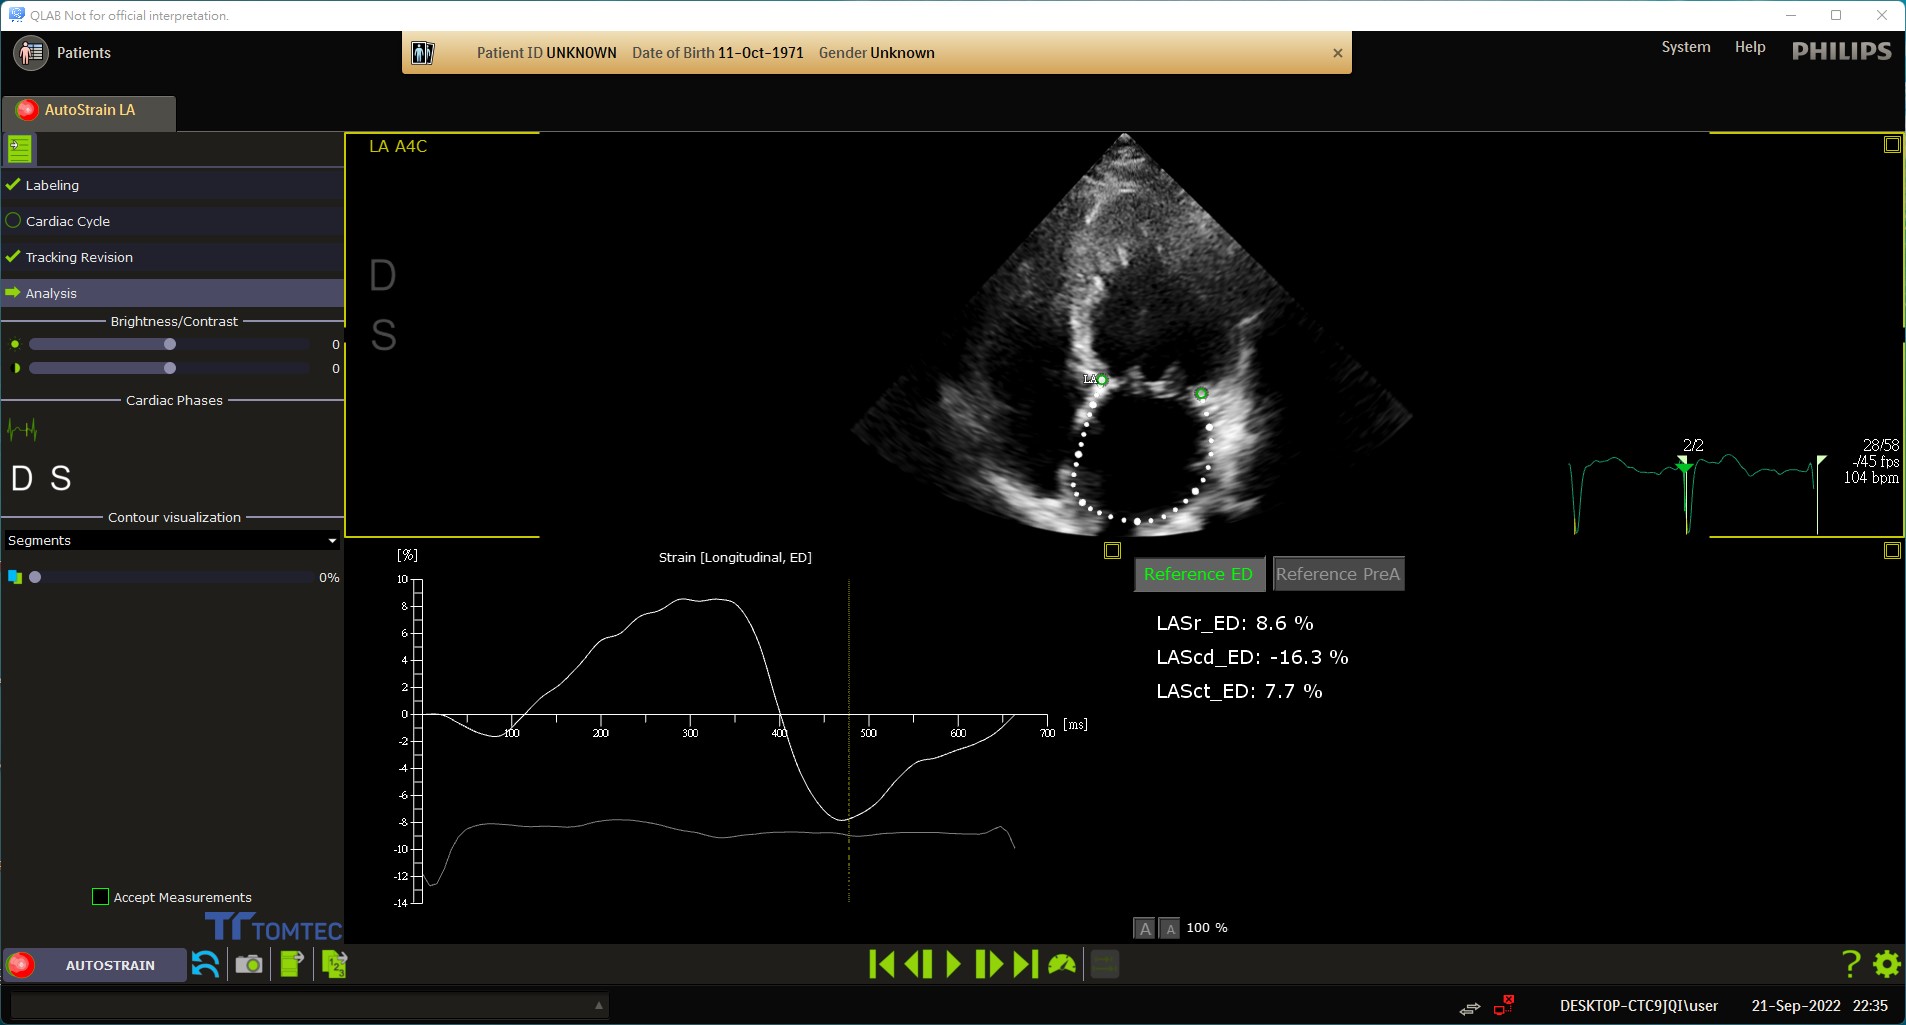 QLAB Not for official interpretation.
Patients
Patient ID UNKNOWN Date of Birth 11-Oct-1971 Gender Unknown
System Help PHILIPS
AutoStrain LA
Labeling
Cardiac Cycle
Tracking Revision
Analysis
Brightness/Contrast
0
0
Cardiac Phases
D S
Contour visualization
Segments
0%
Accept Measurements
TOMTEC
LA A4C
D
S
LA
2/2
28/58
-/45 fps
104 bpm
[%]
Strain [Longitudinal, ED]
10
8
6
4
2
0
-2
-4
-6
-8
-10
-12
-14
100 200 300 400 500 600 700 [ms]
Reference ED Reference PreA
LASr_ED: 8.6 %
LAScd_ED: -16.3 %
LASct_ED: 7.7 %
A A 100 %
AUTOSTRAIN
1 2 3
?
DESKTOP-CTC9JQI\user 21-Sep-2022 22:35